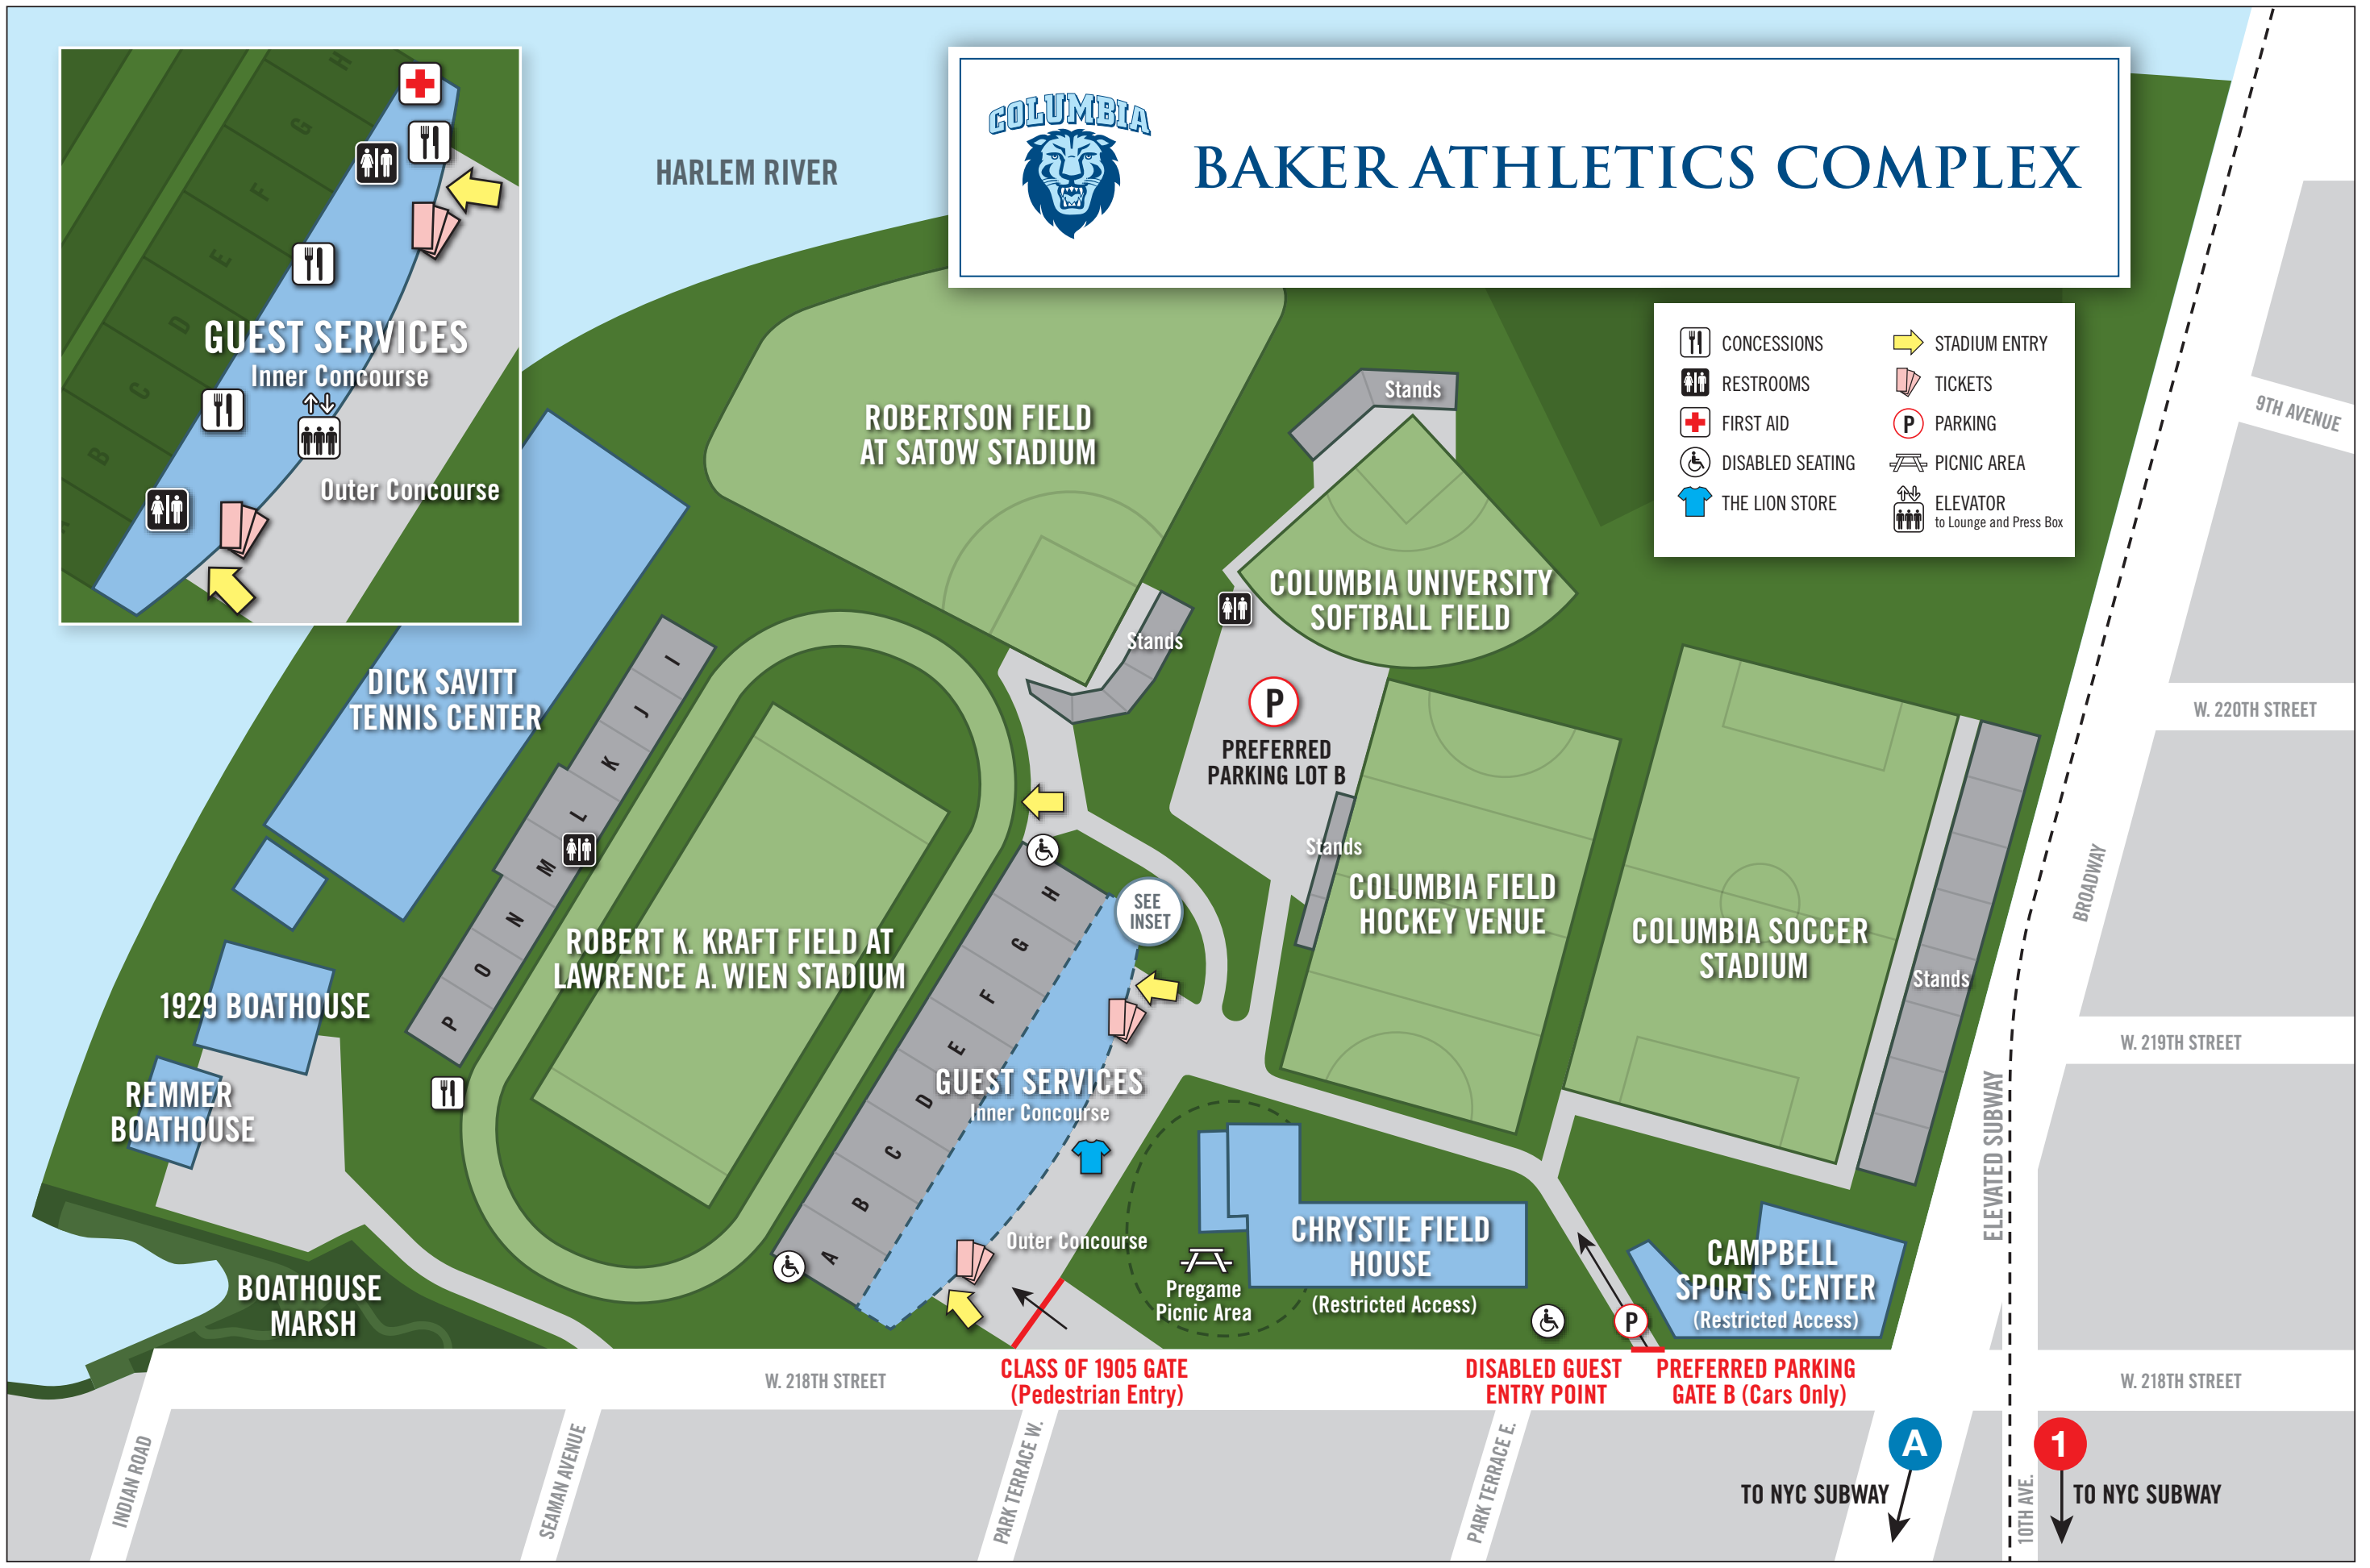 COLUMBIA
BAKER ATHLETICS COMPLEX
HARLEM RIVER
H
G
F
E
D
C
B
A
GUEST SERVICES
Inner Concourse
Outer Concourse
CONCESSIONS
RESTROOMS
FIRST AID
DISABLED SEATING
THE LION STORE
STADIUM ENTRY
TICKETS
P
PARKING
PICNIC AREA
ELEVATOR
to Lounge and Press Box
ROBERTSON FIELD
AT SATOW STADIUM
Stands
Stands
COLUMBIA UNIVERSITY
SOFTBALL FIELD
P
PREFERRED
PARKING LOT B
Stands
COLUMBIA FIELD
HOCKEY VENUE
COLUMBIA SOCCER
STADIUM
Stands
DICK SAVITT
TENNIS CENTER
I
J
K
L
M
N
O
P
ROBERT K. KRAFT FIELD AT
LAWRENCE A. WIEN STADIUM
H
G
F
E
D
C
B
A
SEE
INSET
GUEST SERVICES
Inner Concourse
Outer Concourse
1929 BOATHOUSE
REMMER
BOATHOUSE
BOATHOUSE
MARSH
Pregame
Picnic Area
CHRYSTIE FIELD
HOUSE
(Restricted Access)
CAMPBELL
SPORTS CENTER
(Restricted Access)
P
CLASS OF 1905 GATE
(Pedestrian Entry)
DISABLED GUEST
ENTRY POINT
PREFERRED PARKING
GATE B (Cars Only)
9TH AVENUE
W. 220TH STREET
BROADWAY
W. 219TH STREET
ELEVATED SUBWAY
W. 218TH STREET
W. 218TH STREET
INDIAN ROAD
SEAMAN AVENUE
PARK TERRACE W.
PARK TERRACE E.
10TH AVE.
A
TO NYC SUBWAY
1
TO NYC SUBWAY